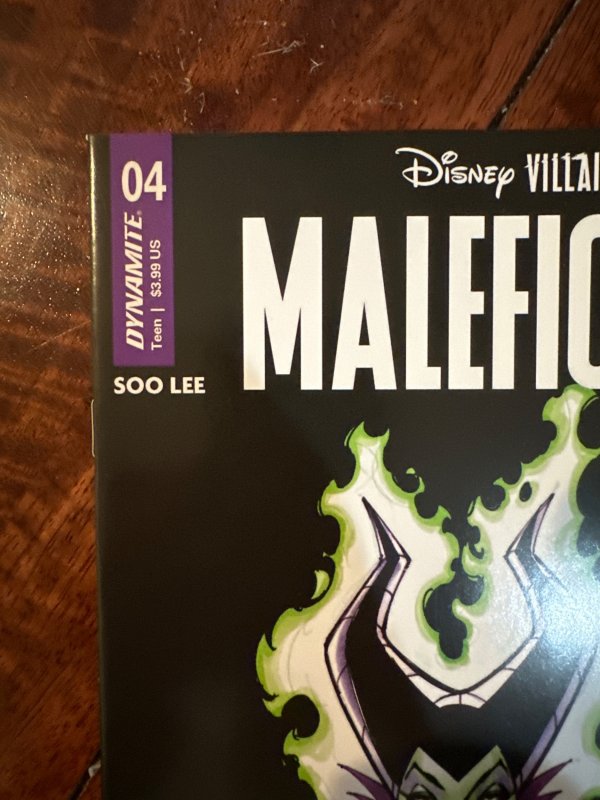 04
DYNAMITE®
Teen | $3.99 US
SOO LEE
Disney VILLAI
MALEFIC